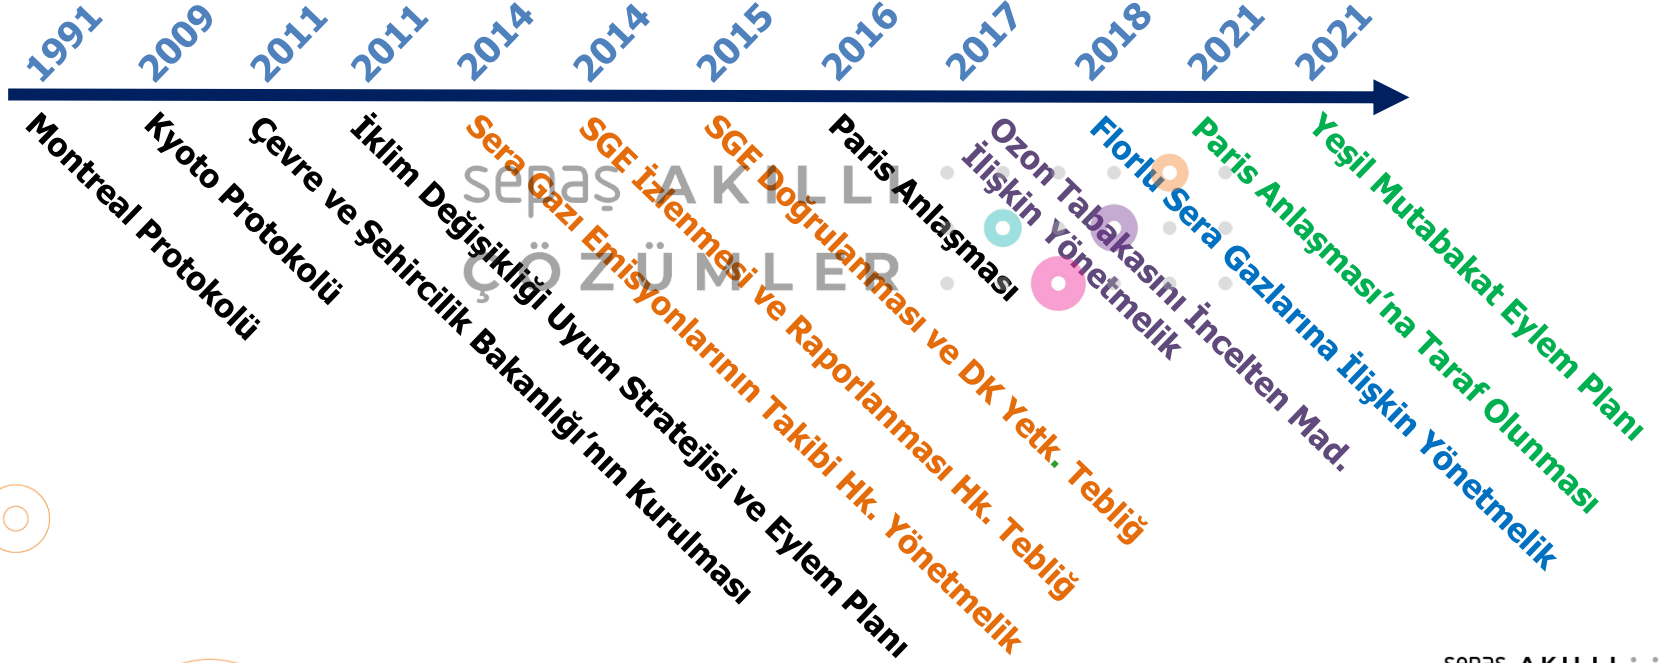 1991
2009
2011
2011
2014
2014
2015
2016
2017
2018
2021
2021
Montreal Protokolü
Kyoto Protokolü
Çevre ve Şehircilik Bakanlığı’nın Kurulması
İklim Değişikliği Uyum Stratejisi ve Eylem Planı
Sera Gazı Emisyonlarının Takibi Hk. Yönetmelik
SGE İzlenmesi ve Raporlanması Hk. Tebliğ
SGE Doğrulanması ve DK Yetk. Tebliğ
Paris Anlaşması
Ozon Tabakasını İncelten Mad.
İlişkin Yönetmelik
Florlu Sera Gazlarına İlişkin Yönetmelik
Paris Anlaşması’na Taraf Olunması
Yeşil Mutabakat Eylem Planı
sepaş AKILLI
ÇÖZÜMLER
sepaş AKILLI